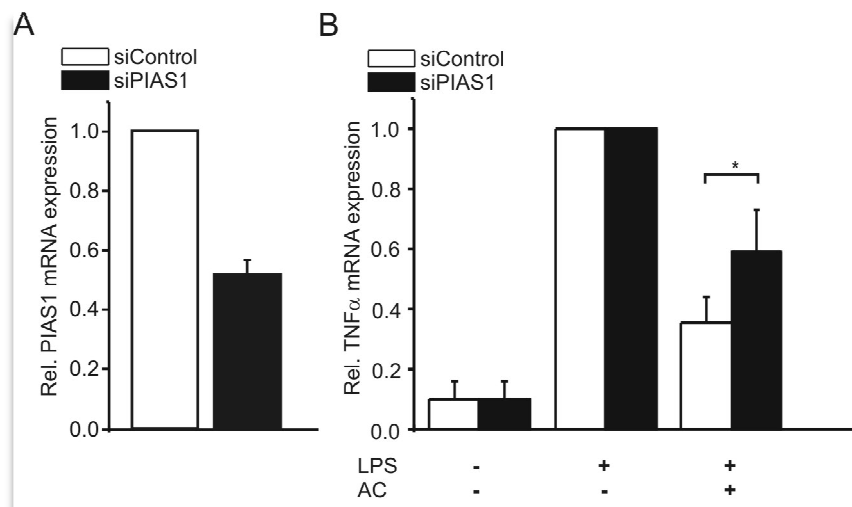 A
siControl
siPIAS1
Rel. PIAS1 mRNA expression
1.0
0.8
0.6
0.4
0.2
0.0
B
siControl
siPIAS1
Rel. TNFα mRNA expression
1.0
0.8
0.6
0.4
0.2
0.0
*
LPS - + +
AC - - +